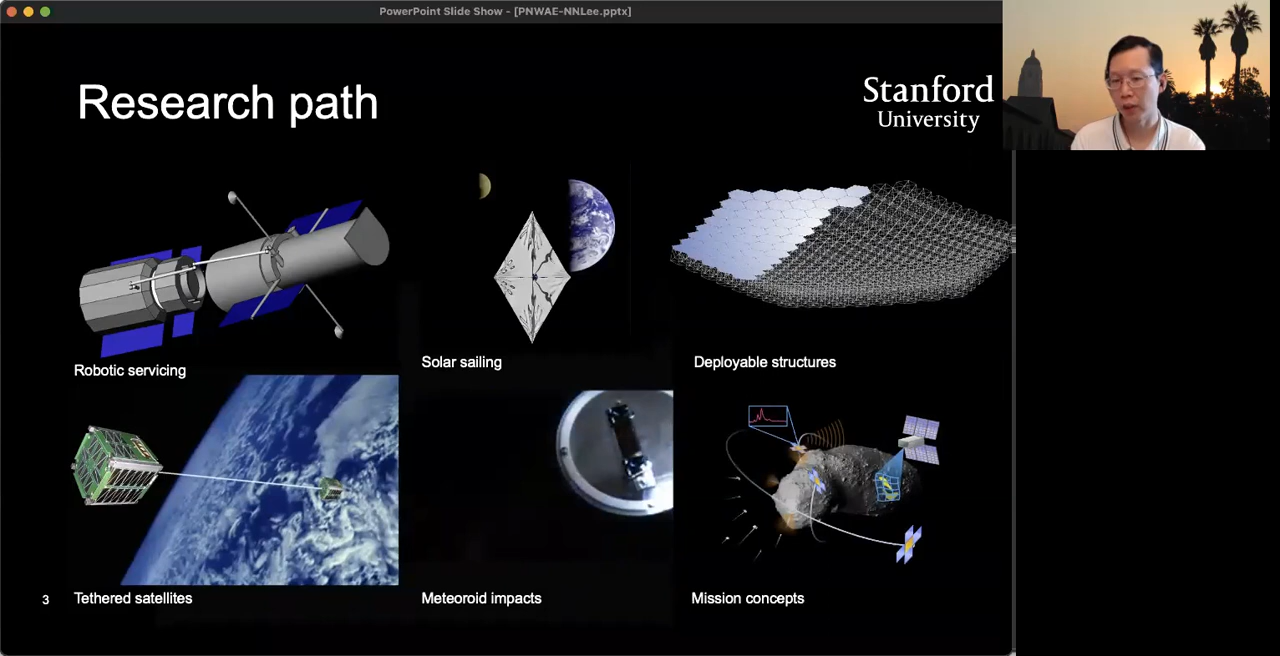 PowerPoint Slide Show - [PNWAE-NNLee.pptx]
Research path
Stanford
University
Robotic servicing
Solar sailing
Deployable structures
Tethered satellites
Meteoroid impacts
Mission concepts
3